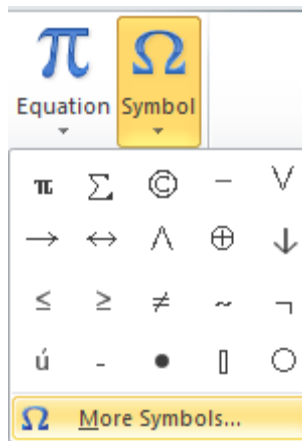 π Ω
Equation Symbol
π Σ © − ∨
→ ↔ ∧ ⊕ ↓
≤ ≥ ≠ ~ ¬
ú - ● ▯ ○
Ω More Symbols...